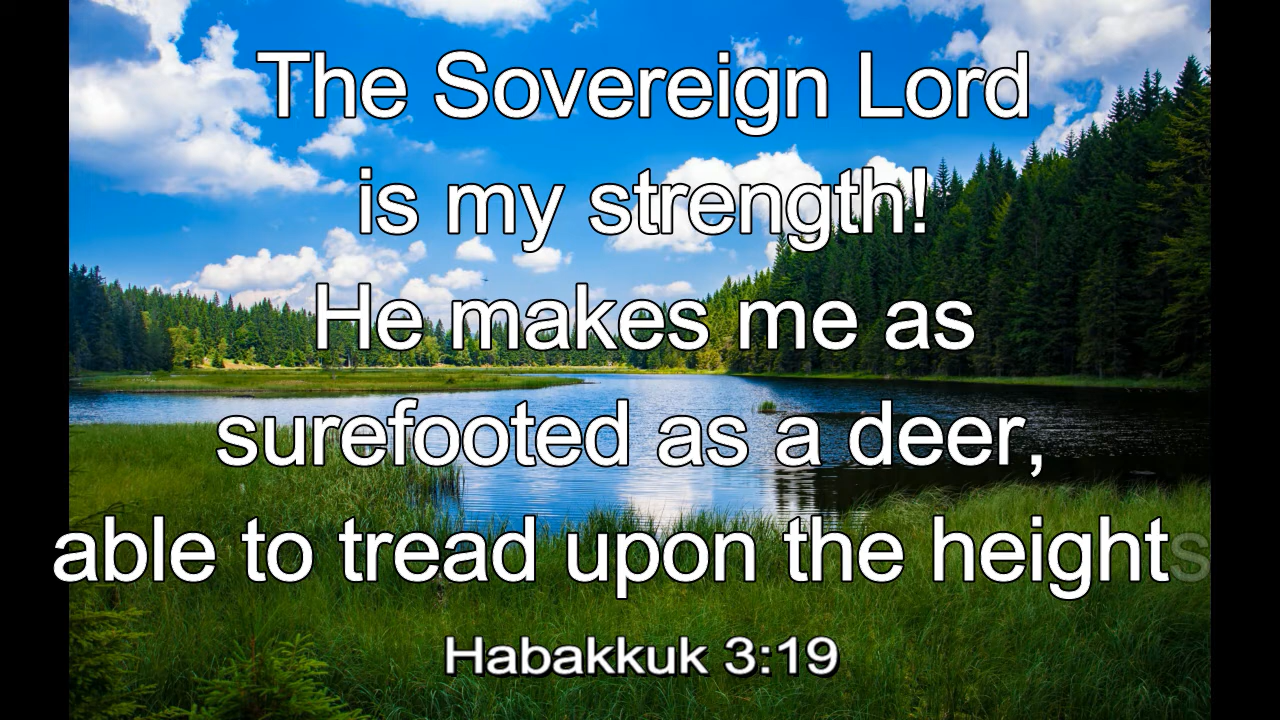 The Sovereign Lord
is my strength!
He makes me as
surefooted as a deer,
able to tread upon the heights
Habakkuk 3:19